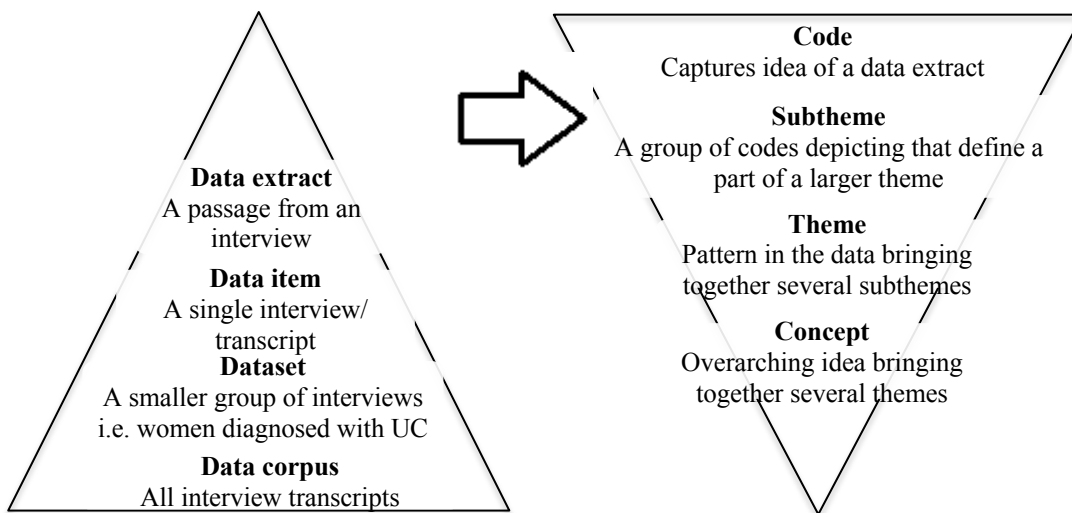 Data extract
A passage from an
interview
Data item
A single interview/
transcript
Dataset
A smaller group of interviews
i.e. women diagnosed with UC
Data corpus
All interview transcripts
Code
Captures idea of a data extract
Subtheme
A group of codes depicting that define a
part of a larger theme
Theme
Pattern in the data bringing
together several subthemes
Concept
Overarching idea bringing
together several themes